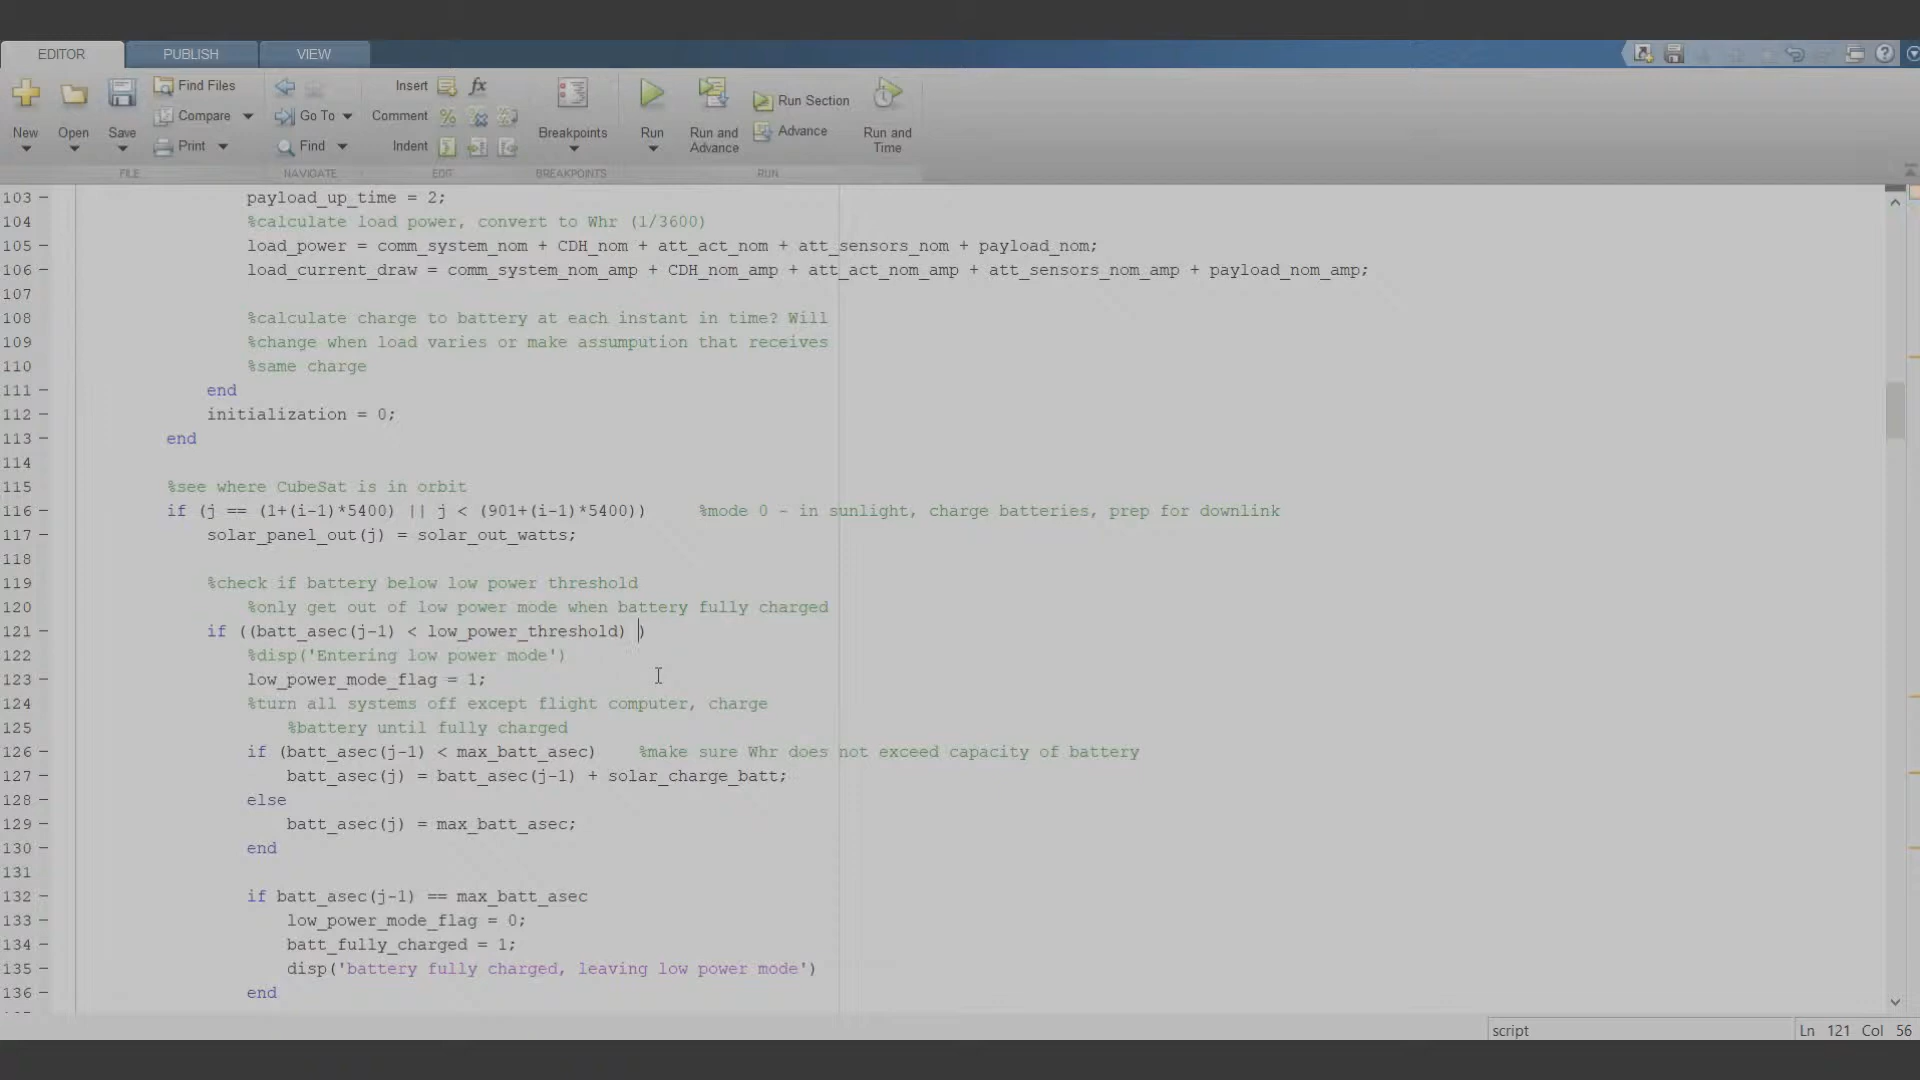 EDITOR PUBLISH VIEW
New Open Save Find Files Compare Print Go To Find Insert fx Comment % Indent Breakpoints Run Run and Advance Run Section Advance Run and Time
FILE NAVIGATE EDIT BREAKPOINTS RUN
103 - payload_up_time = 2;
104 %calculate load power, convert to Whr (1/3600)
105 - load_power = comm_system_nom + CDH_nom + att_act_nom + att_sensors_nom + payload_nom;
106 - load_current_draw = comm_system_nom_amp + CDH_nom_amp + att_act_nom_amp + att_sensors_nom_amp + payload_nom_amp;
107
108 %calculate charge to battery at each instant in time? Will
109 %change when load varies or make assumpution that receives
110 %same charge
111 - end
112 - initialization = 0;
113 - end
114
115 %see where CubeSat is in orbit
116 - if (j == (1+(i-1)*5400) || j < (901+(i-1)*5400)) %mode 0 - in sunlight, charge batteries, prep for downlink
117 - solar_panel_out(j) = solar_out_watts;
118
119 %check if battery below low power threshold
120 %only get out of low power mode when battery fully charged
121 - if ((batt_asec(j-1) < low_power_threshold) )
122 %disp('Entering low power mode')
123 - low_power_mode_flag = 1;
124 %turn all systems off except flight computer, charge
125 %battery until fully charged
126 - if (batt_asec(j-1) < max_batt_asec) %make sure Whr does not exceed capacity of battery
127 - batt_asec(j) = batt_asec(j-1) + solar_charge_batt;
128 - else
129 - batt_asec(j) = max_batt_asec;
130 - end
131
132 - if batt_asec(j-1) == max_batt_asec
133 - low_power_mode_flag = 0;
134 - batt_fully_charged = 1;
135 - disp('battery fully charged, leaving low power mode')
136 - end
script Ln 121 Col 56